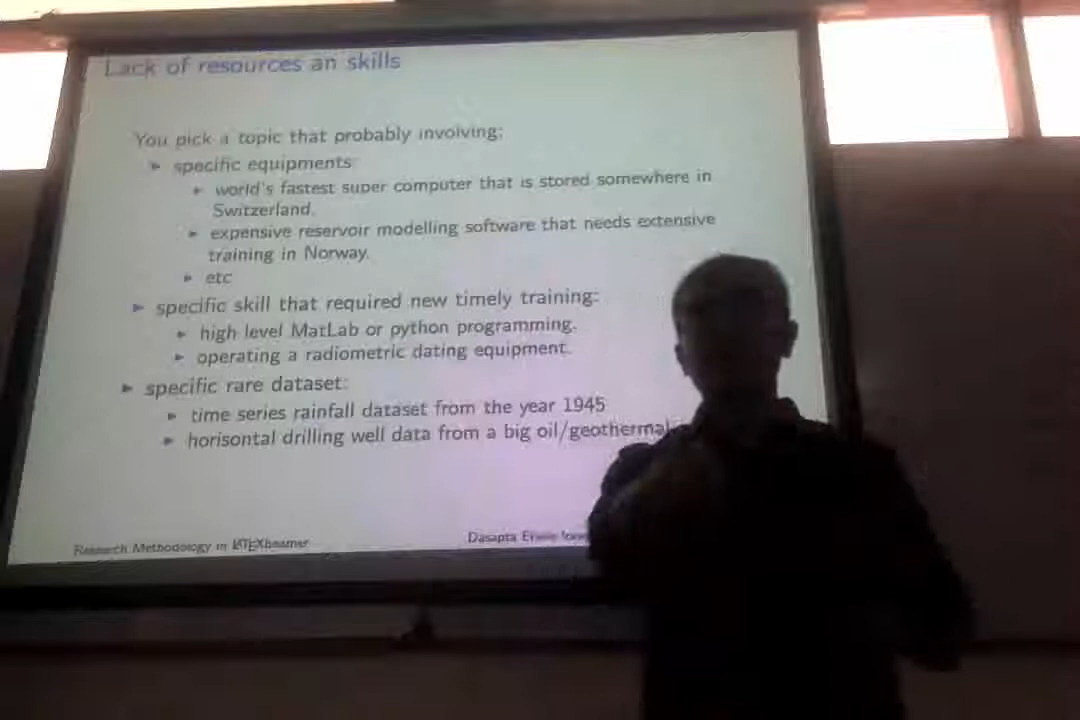 Lack of resources an skills
You pick a topic that probably involving:
specific equipments
world's fastest super computer that is stored somewhere in
Switzerland.
expensive reservoir modelling software that needs extensive
training in Norway.
etc
specific skill that required new timely training:
high level MatLab or python programming.
operating a radiometric dating equipment.
specific rare dataset:
time series rainfall dataset from the year 1945
horisontal drilling well data from a big oil/geothermal
Research Methodology in LATEXbeamer
Dasapta Erwin